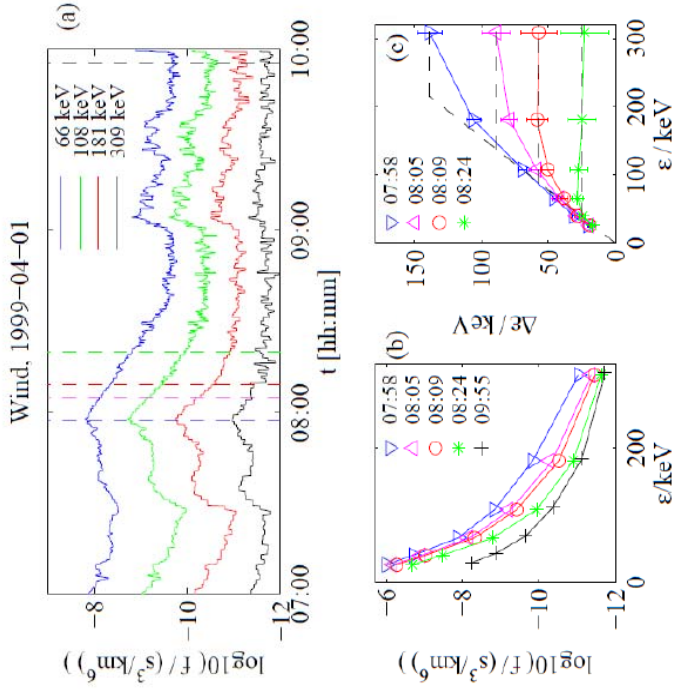 Wind, 1999-04-01
(a)
66 keV
108 keV
181 keV
309 keV
log10( f / (s³/km⁶) )
-8
-10
-12
07:00
08:00
09:00
10:00
t [hh:mm]
(b)
07:58
08:05
08:09
08:24
09:55
log10( f / (s³/km⁶) )
-6
-8
-10
-12
0
200
ε/keV
(c)
07:58
08:05
08:09
08:24
Δε / keV
150
100
50
0
0
100
200
300
ε / keV